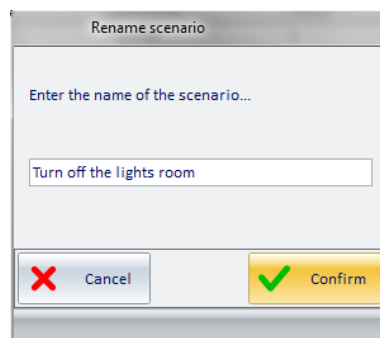 Rename scenario
Enter the name of the scenario...
Turn off the lights room
Cancel
Confirm